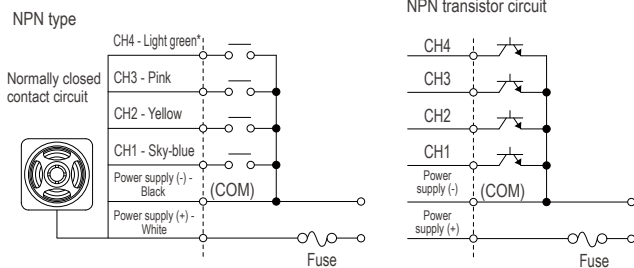 NPN type
Normally closed
contact circuit
CH4 - Light green*
CH3 - Pink
CH2 - Yellow
CH1 - Sky-blue
Power supply (-) -
Black
(COM)
Power supply (+) -
White
Fuse
NPN transistor circuit
CH4
CH3
CH2
CH1
Power
supply (-)
(COM)
Power
supply (+)
Fuse